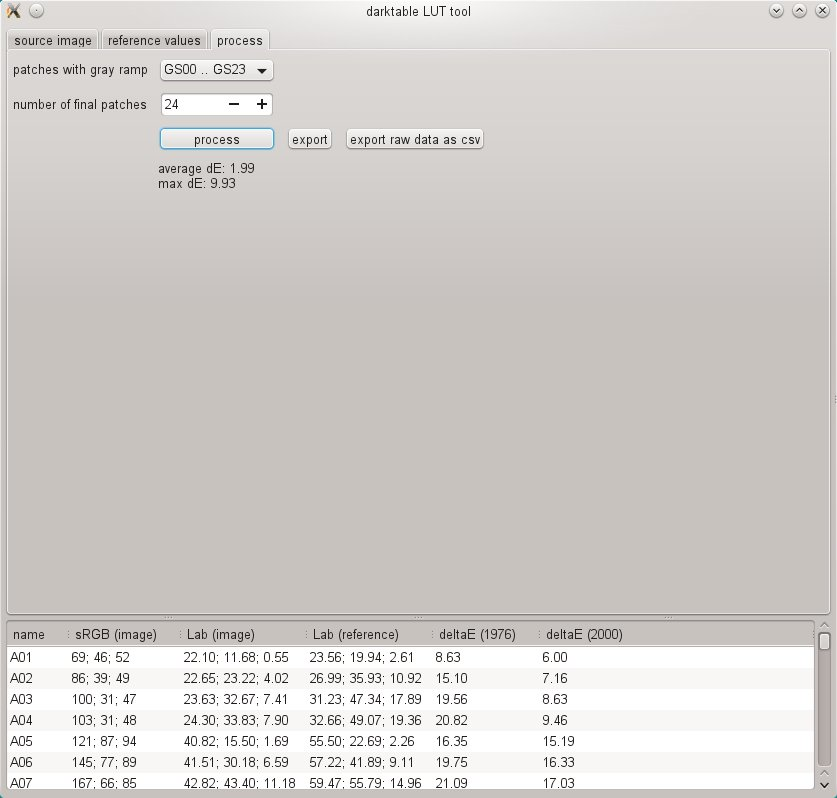 darktable LUT tool
source image reference values process
patches with gray ramp GS00 .. GS23
number of final patches 24 − +
process export export raw data as csv
average dE: 1.99
max dE: 9.93
name sRGB (image) Lab (image) Lab (reference) deltaE (1976) deltaE (2000)
A01 69; 46; 52 22.10; 11.68; 0.55 23.56; 19.94; 2.61 8.63 6.00
A02 86; 39; 49 22.65; 23.22; 4.02 26.99; 35.93; 10.92 15.10 7.16
A03 100; 31; 47 23.63; 32.67; 7.41 31.23; 47.34; 17.89 19.56 8.63
A04 103; 31; 48 24.30; 33.83; 7.90 32.66; 49.07; 19.36 20.82 9.46
A05 121; 87; 94 40.82; 15.50; 1.69 55.50; 22.69; 2.26 16.35 15.19
A06 145; 77; 89 41.51; 30.18; 6.59 57.22; 41.89; 9.11 19.75 16.33
A07 167; 66; 85 42.82; 43.40; 11.18 59.47; 55.79; 14.96 21.09 17.03